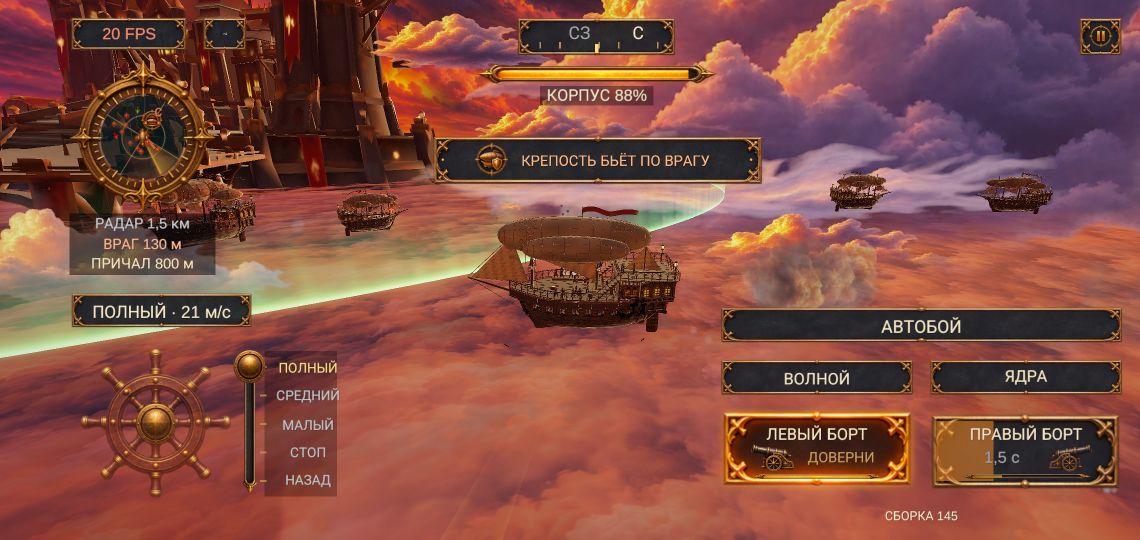 20 FPS
СЗ С
КОРПУС 88%
КРЕПОСТЬ БЬЁТ ПО ВРАГУ
РАДАР 1,5 км
ВРАГ 130 м
ПРИЧАЛ 800 м
ПОЛНЫЙ · 21 м/с
ПОЛНЫЙ
СРЕДНИЙ
МАЛЫЙ
СТОП
НАЗАД
АВТОБОЙ
ВОЛНОЙ
ЯДРА
ЛЕВЫЙ БОРТ
ДОВЕРНИ
ПРАВЫЙ БОРТ
1,5 с
СБОРКА 145